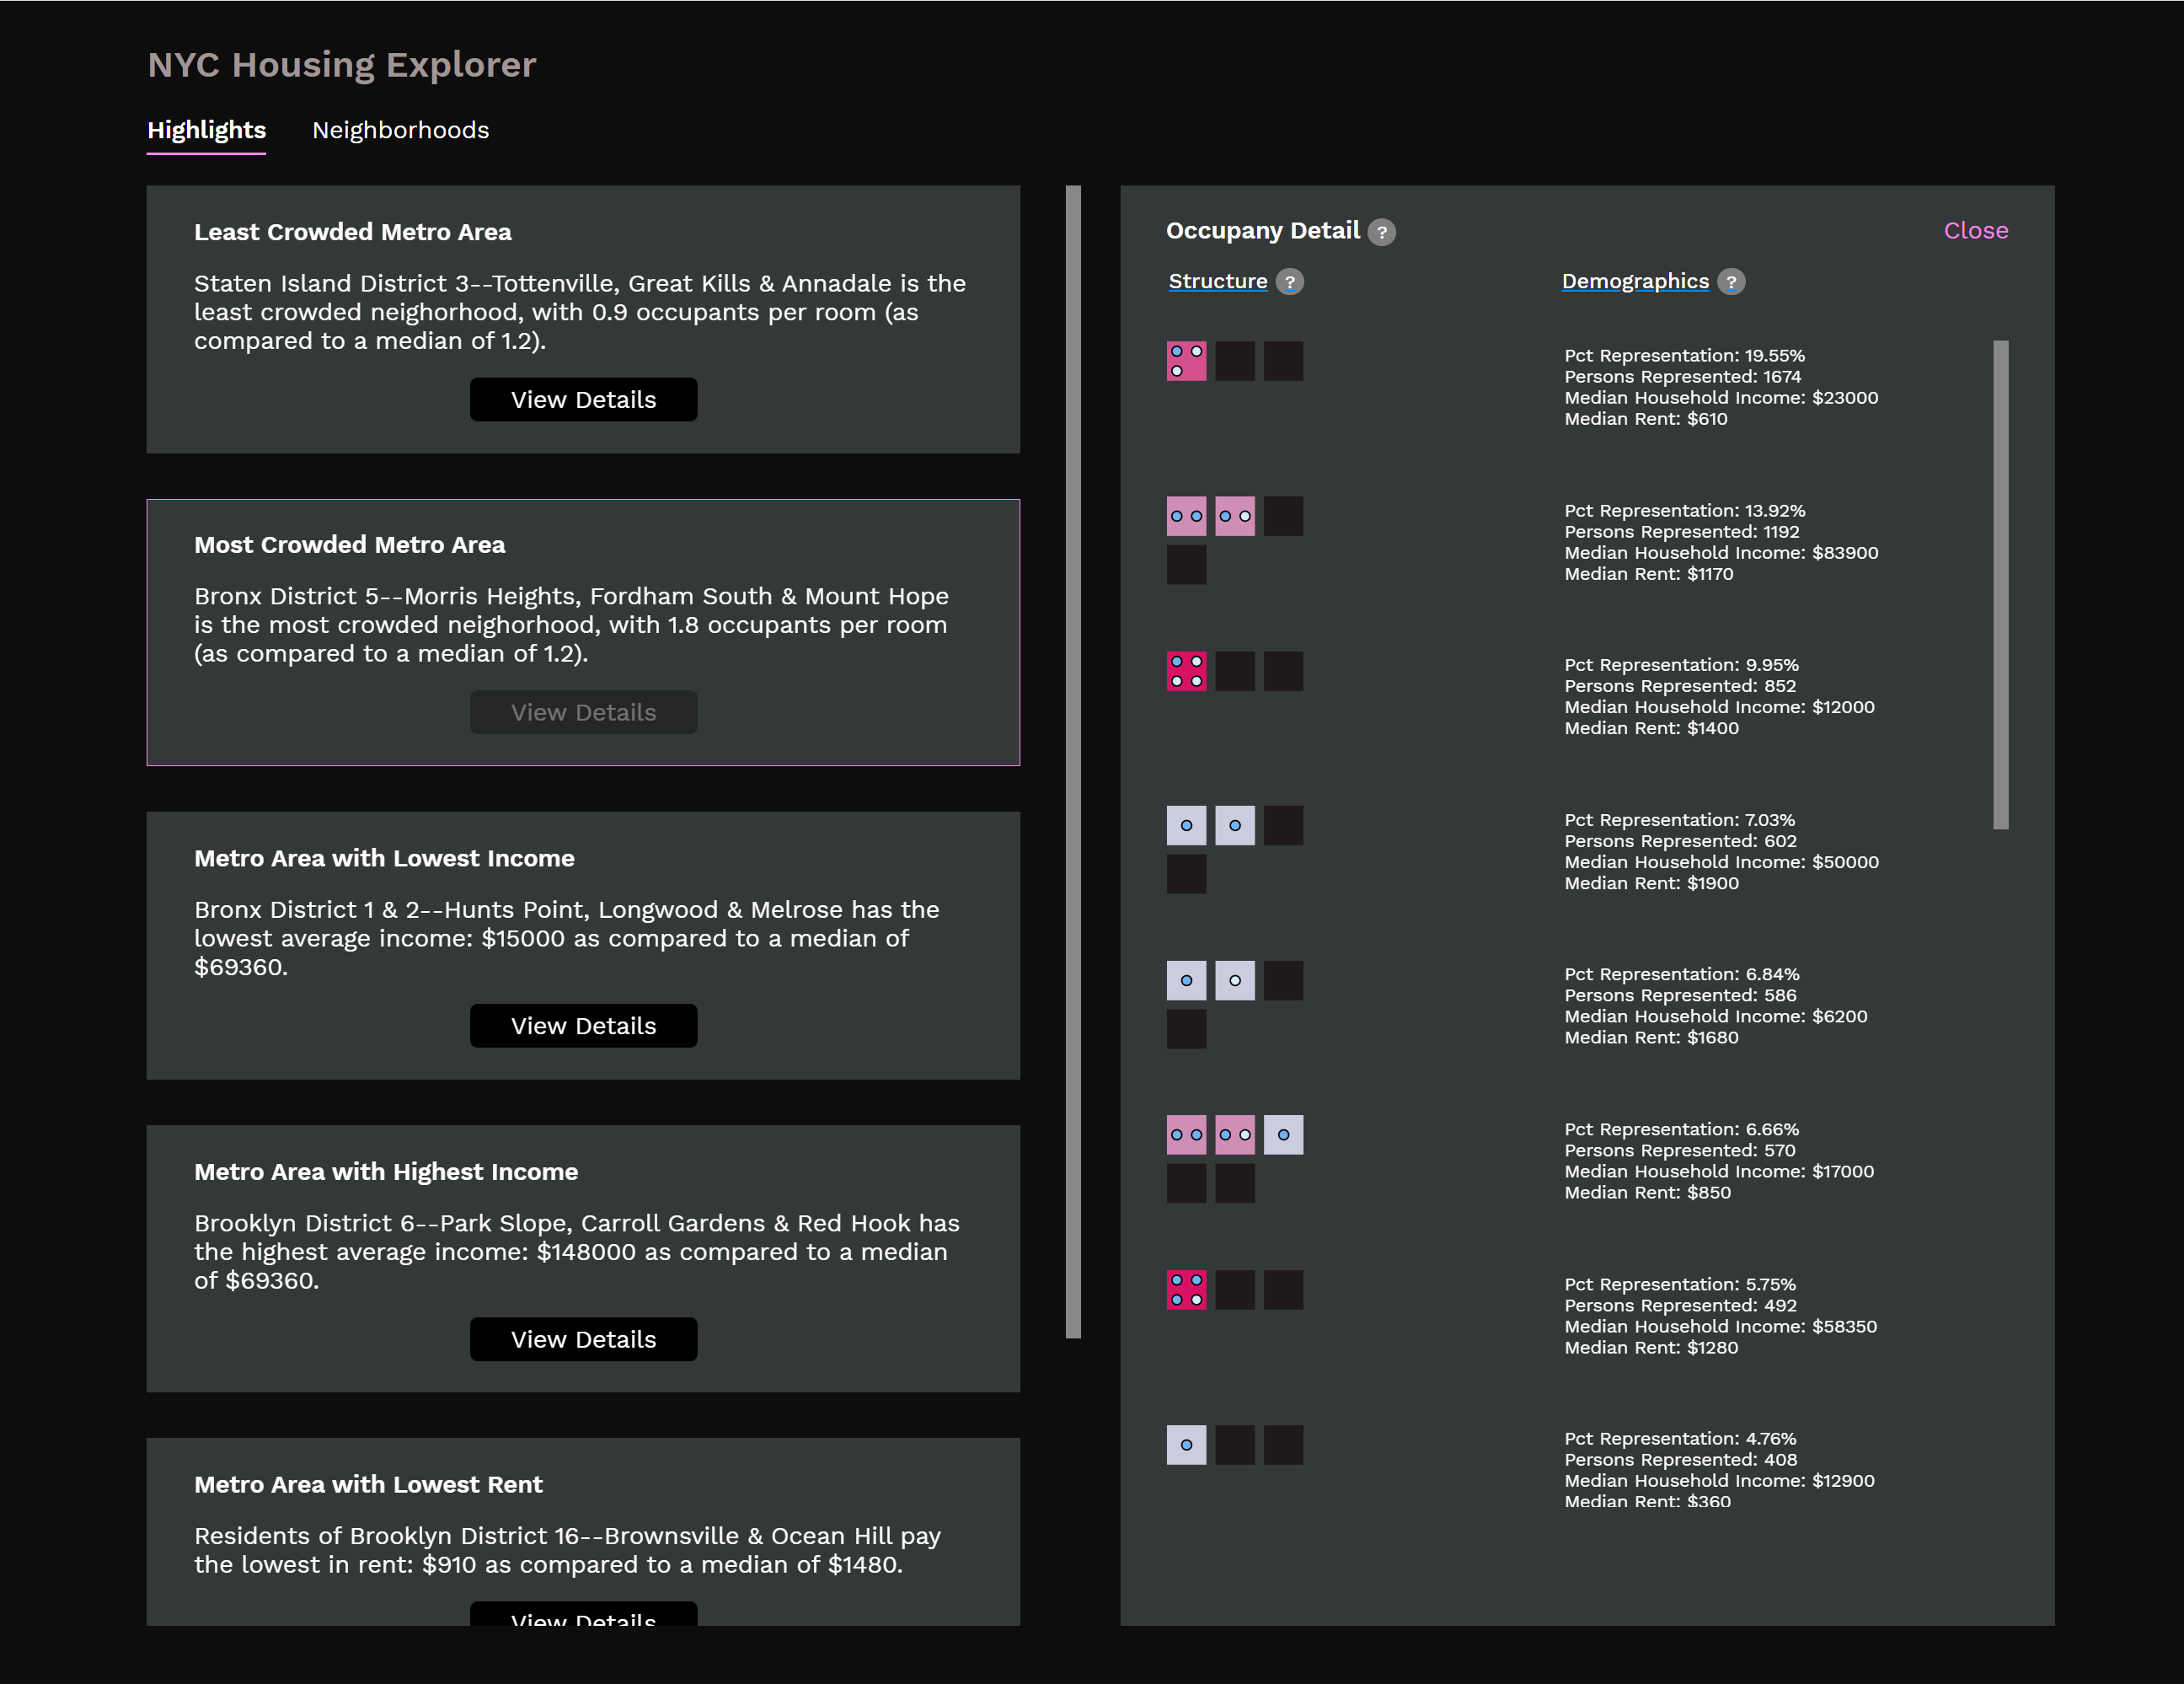 NYC Housing Explorer
Highlights
Neighborhoods
Least Crowded Metro Area
Staten Island District 3--Tottenville, Great Kills & Annadale is the
least crowded neighorhood, with 0.9 occupants per room (as
compared to a median of 1.2).
View Details
Most Crowded Metro Area
Bronx District 5--Morris Heights, Fordham South & Mount Hope
is the most crowded neighorhood, with 1.8 occupants per room
(as compared to a median of 1.2).
View Details
Metro Area with Lowest Income
Bronx District 1 & 2--Hunts Point, Longwood & Melrose has the
lowest average income: $15000 as compared to a median of
$69360.
View Details
Metro Area with Highest Income
Brooklyn District 6--Park Slope, Carroll Gardens & Red Hook has
the highest average income: $148000 as compared to a median
of $69360.
View Details
Metro Area with Lowest Rent
Residents of Brooklyn District 16--Brownsville & Ocean Hill pay
the lowest in rent: $910 as compared to a median of $1480.
View Details
Occupany Detail ?
Close
Structure ?
Demographics ?
Pct Representation: 19.55%
Persons Represented: 1674
Median Household Income: $23000
Median Rent: $610
Pct Representation: 13.92%
Persons Represented: 1192
Median Household Income: $83900
Median Rent: $1170
Pct Representation: 9.95%
Persons Represented: 852
Median Household Income: $12000
Median Rent: $1400
Pct Representation: 7.03%
Persons Represented: 602
Median Household Income: $50000
Median Rent: $1900
Pct Representation: 6.84%
Persons Represented: 586
Median Household Income: $6200
Median Rent: $1680
Pct Representation: 6.66%
Persons Represented: 570
Median Household Income: $17000
Median Rent: $850
Pct Representation: 5.75%
Persons Represented: 492
Median Household Income: $58350
Median Rent: $1280
Pct Representation: 4.76%
Persons Represented: 408
Median Household Income: $12900
Median Rent: $360